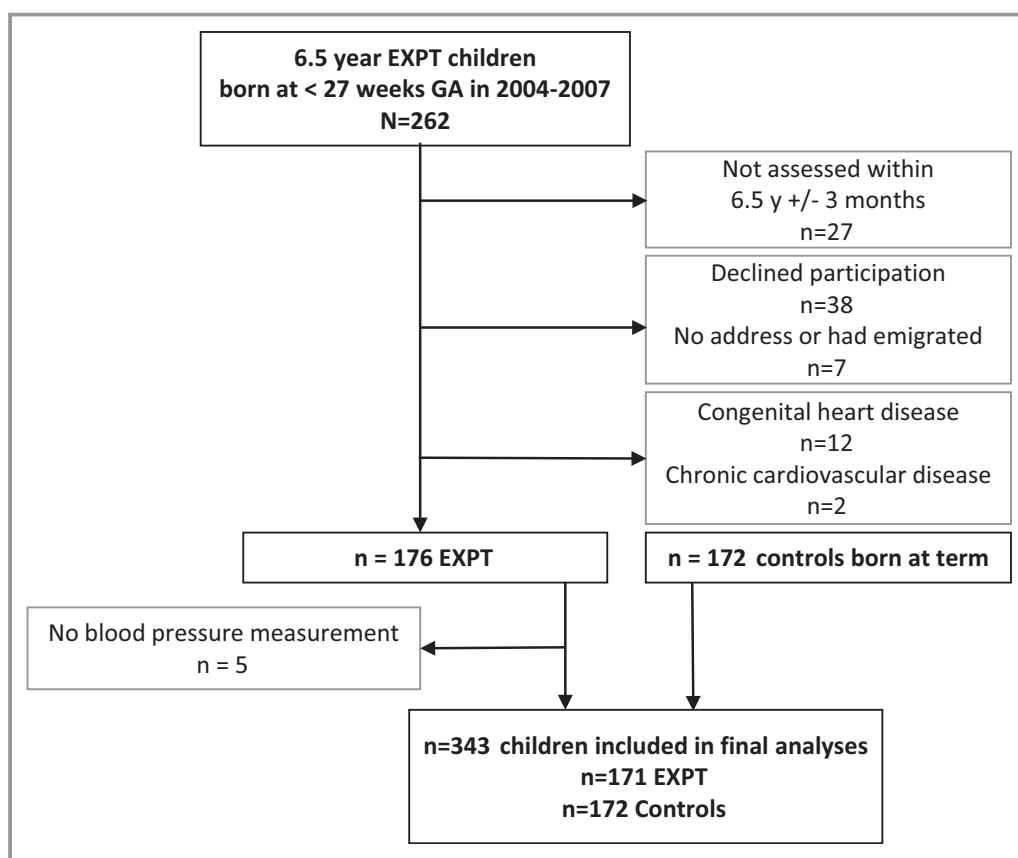 6.5 year EXPT children
born at < 27 weeks GA in 2004-2007
N=262
Not assessed within
6.5 y +/- 3 months
n=27
Declined participation
n=38
No address or had emigrated
n=7
Congenital heart disease
n=12
Chronic cardiovascular disease
n=2
n = 176 EXPT
n = 172 controls born at term
No blood pressure measurement
n = 5
n=343 children included in final analyses
n=171 EXPT
n=172 Controls